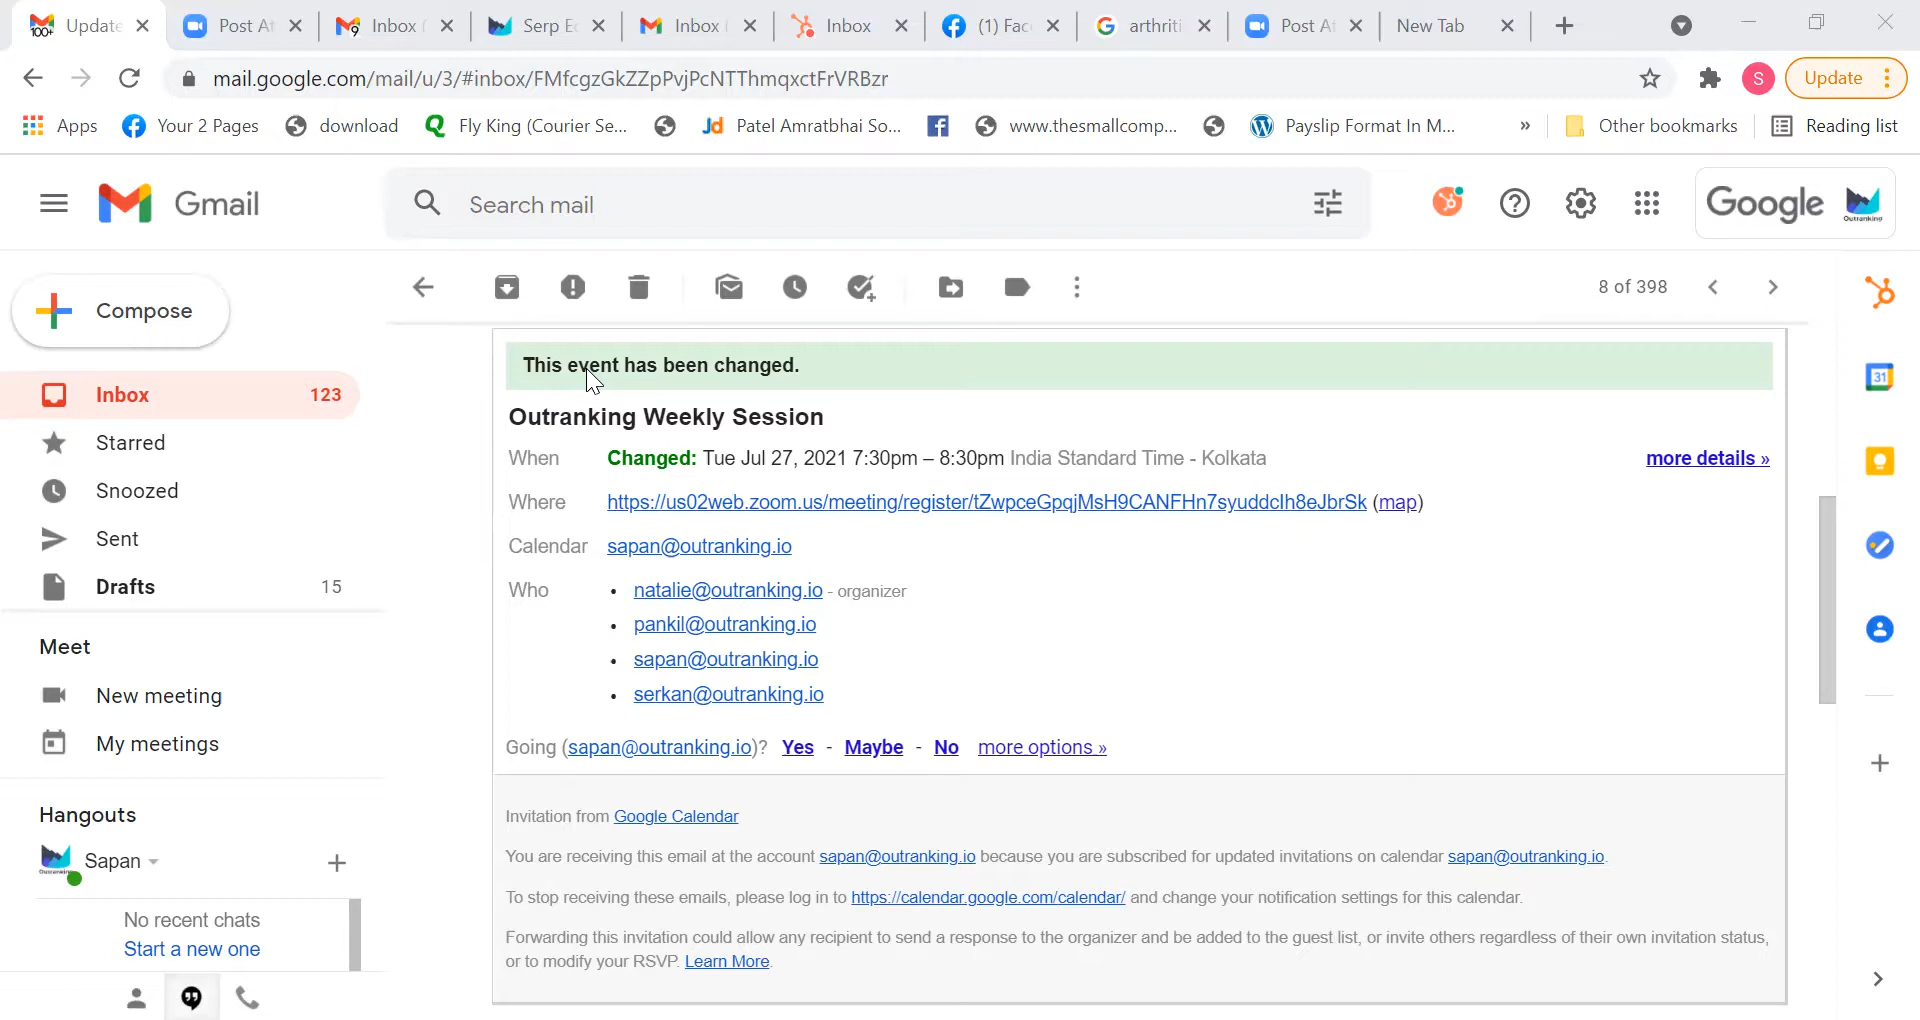 100+ Update
Post At
9 Inbox (
Serp Ec
Inbox (
Inbox
(1) Fac
arthriti
Post At
New Tab
mail.google.com/mail/u/3/#inbox/FMfcgzGkZZpPvjPcNTThmqxctFrVRBzr
S
Update
Apps
Your 2 Pages
download
Fly King (Courier Se...
Jd Patel Amratbhai So...
www.thesmallcomp...
Payslip Format In M...
»
Other bookmarks
Reading list
Gmail
Search mail
Google
Outranking
Compose
8 of 398
Inbox 123
Starred
Snoozed
Sent
Drafts 15
Meet
New meeting
My meetings
Hangouts
Sapan
No recent chats
Start a new one
This event has been changed.
Outranking Weekly Session
When Changed: Tue Jul 27, 2021 7:30pm – 8:30pm India Standard Time - Kolkata
more details »
Where https://us02web.zoom.us/meeting/register/tZwpceGpqjMsH9CANFHn7syuddclh8eJbrSk (map)
Calendar sapan@outranking.io
Who
• natalie@outranking.io - organizer
• pankil@outranking.io
• sapan@outranking.io
• serkan@outranking.io
Going (sapan@outranking.io)? Yes - Maybe - No more options »
Invitation from Google Calendar
You are receiving this email at the account sapan@outranking.io because you are subscribed for updated invitations on calendar sapan@outranking.io.
To stop receiving these emails, please log in to https://calendar.google.com/calendar/ and change your notification settings for this calendar.
Forwarding this invitation could allow any recipient to send a response to the organizer and be added to the guest list, or invite others regardless of their own invitation status,
or to modify your RSVP. Learn More.
31